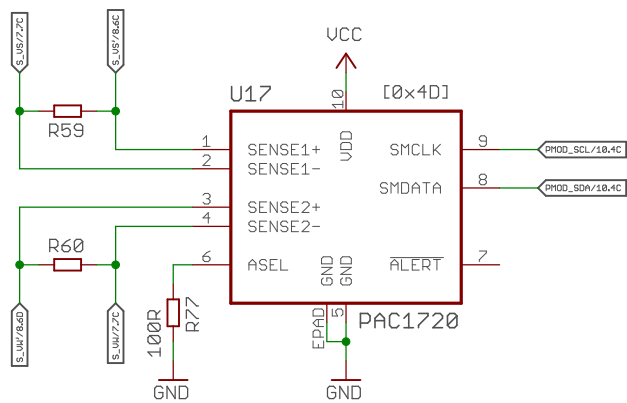 S_VS/7.7C
S_VS'/8.6C
VCC
U17
[0x4D]
10
R59
1
SENSE1+
VDD
SMCLK
9
PMOD_SCL/10.4C
2
SENSE1-
SMDATA
8
PMOD_SDA/10.4C
3
SENSE2+
4
SENSE2-
R60
6
ASEL
GND
GND
ALERT
7
S_VW'/8.6D
S_VW/7.7C
100R
R77
EPAD
5
PAC1720
GND
GND